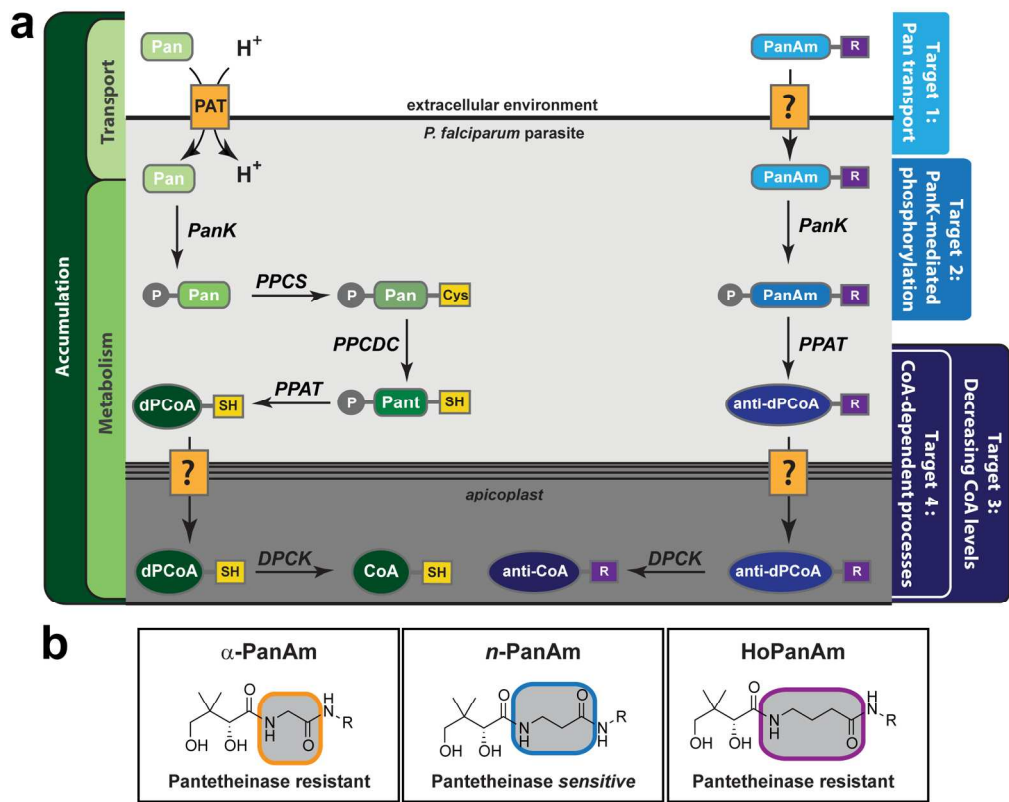 a
Accumulation
Transport
Metabolism
Pan
H+
PAT
extracellular environment
P. falciparum parasite
Pan
H+
PanK
P
Pan
PPCS
P
Pan
Cys
PPCDC
P
Pant
SH
PPAT
dPCoA
SH
?
apicoplast
dPCoA
SH
DPCK
CoA
SH
PanAm
R
?
PanAm
R
PanK
P
PanAm
R
PPAT
anti-dPCoA
R
?
anti-dPCoA
R
DPCK
anti-CoA
R
Target 1:
Pan transport
Target 2:
PanK-mediated
phosphorylation
Target 3:
Decreasing CoA levels
Target 4:
CoA-dependent processes
b
α-PanAm
OH
OH
O
N
H
O
H
N
R
Pantetheinase resistant
n-PanAm
OH
OH
O
N
H
O
N
H
R
Pantetheinase sensitive
HoPanAm
OH
OH
O
N
H
O
H
N
R
Pantetheinase resistant